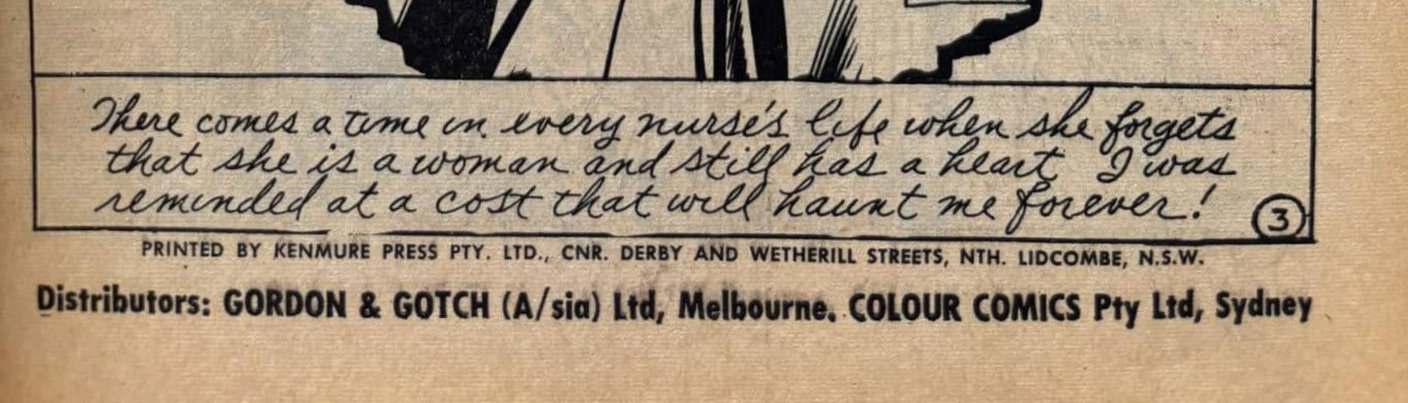 There comes a time in every nurse's life when she forgets
that she is a woman and still has a heart I was
reminded at a cost that will haunt me forever!
3
PRINTED BY KENMURE PRESS PTY. LTD., CNR. DERBY AND WETHERILL STREETS, NTH. LIDCOMBE, N.S.W.
Distributors: GORDON & GOTCH (A/sia) Ltd, Melbourne. COLOUR COMICS Pty Ltd, Sydney